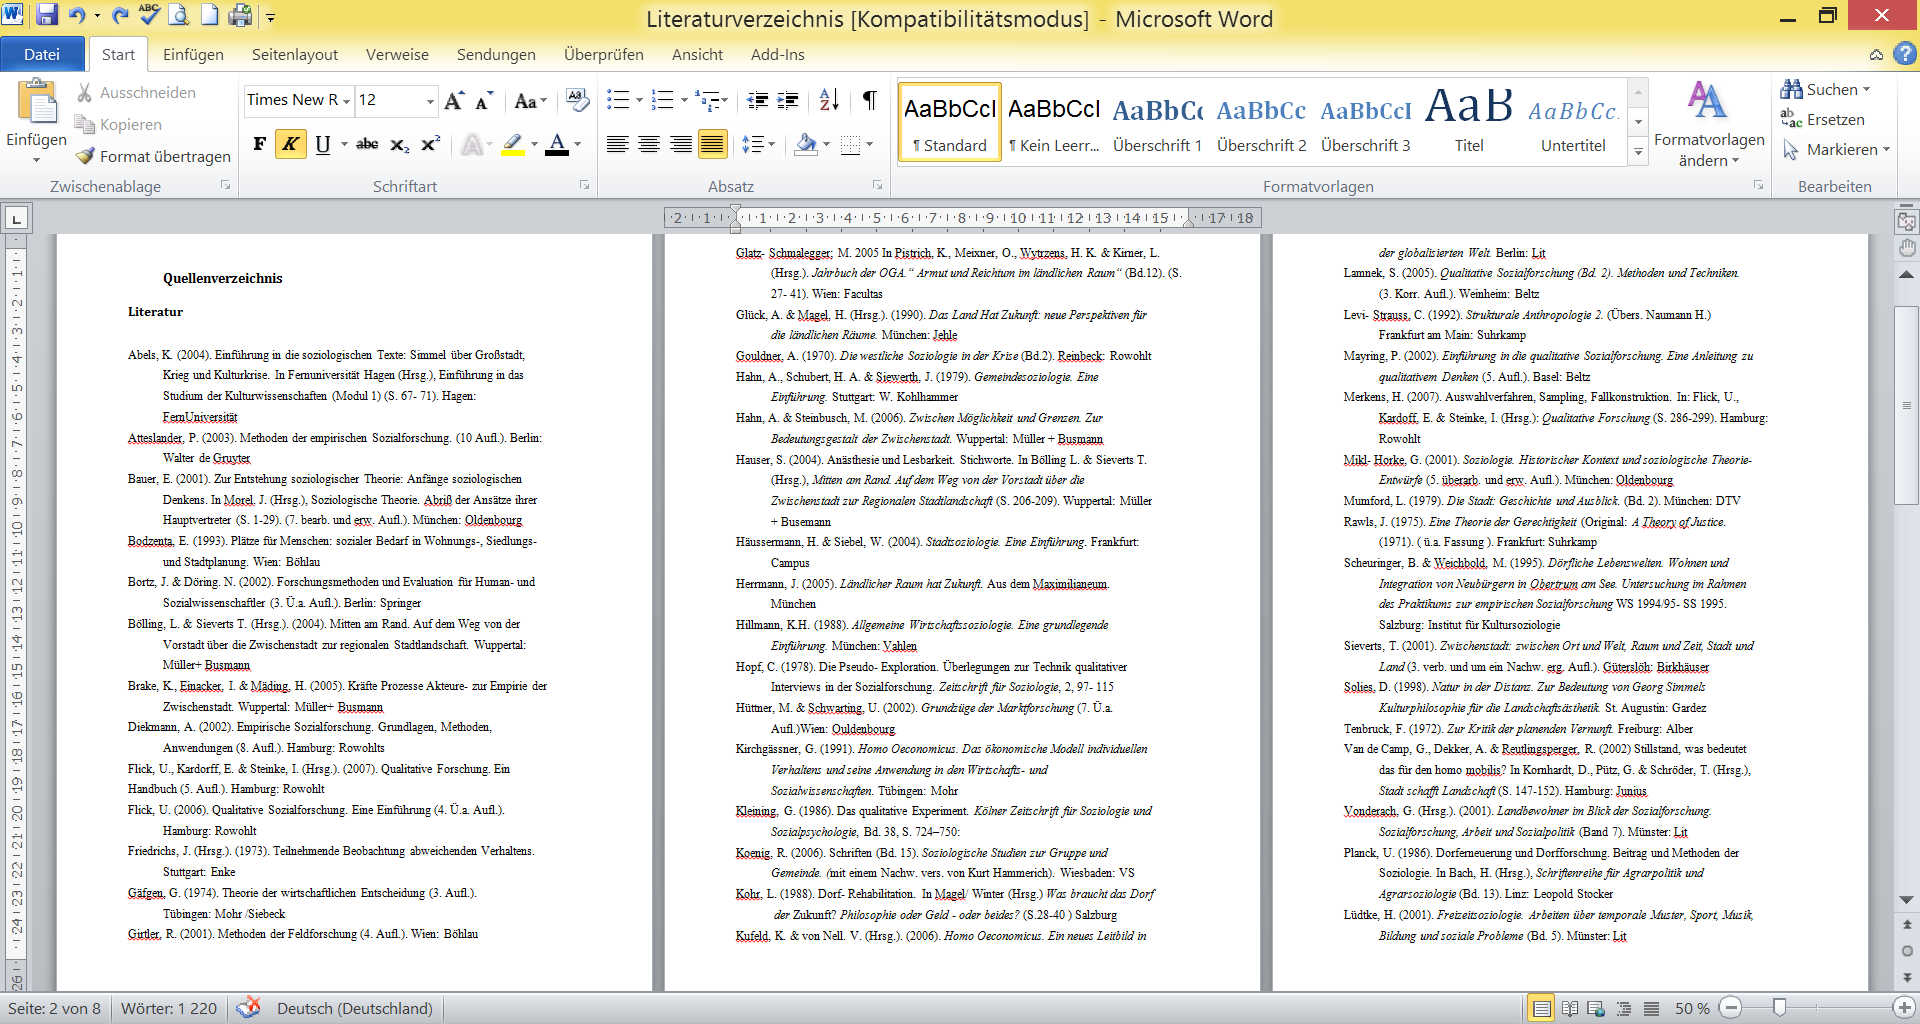 Literaturverzeichnis [Kompatibilitätsmodus] - Microsoft Word
Datei Start Einfügen Seitenlayout Verweise Sendungen Überprüfen Ansicht Add-Ins
Einfügen
Ausschneiden
Kopieren
Format übertragen
Zwischenablage
Times New R 12
Schriftart
Absatz
AaBbCcI AaBbCcI AaBbCc AaBbCc AaBbCcI AaB AaBbCc.
¶ Standard ¶ Kein Leerr... Überschrift 1 Überschrift 2 Überschrift 3 Titel Untertitel
Formatvorlagen ändern
Formatvorlagen
Suchen
Ersetzen
Markieren
Bearbeiten
Quellenverzeichnis
Literatur
Abels, K. (2004). Einführung in die soziologischen Texte: Simmel über Großstadt,
Krieg und Kulturkrise. In Fernuniversität Hagen (Hrsg.), Einführung in das
Studium der Kulturwissenschaften (Modul 1) (S. 67- 71). Hagen:
FernUniversität
Atteslander, P. (2003). Methoden der empirischen Sozialforschung. (10 Aufl.). Berlin:
Walter de Gruyter
Bauer, E. (2001). Zur Entstehung soziologischer Theorie: Anfänge soziologischen
Denkens. In Morel. J. (Hrsg.), Soziologische Theorie. Abriß der Ansätze ihrer
Hauptvertreter (S. 1-29). (7. bearb. und erw. Aufl.). München: Oldenbourg
Bodzenta, E. (1993). Plätze für Menschen: sozialer Bedarf in Wohnungs-, Siedlungs-
und Stadtplanung. Wien: Böhlau
Bortz, J. & Döring. N. (2002). Forschungsmethoden und Evaluation für Human- und
Sozialwissenschaftler (3. Ü.a. Aufl.). Berlin: Springer
Bölling, L. & Sieverts T. (Hrsg.). (2004). Mitten am Rand. Auf dem Weg von der
Vorstadt über die Zwischenstadt zur regionalen Stadtlandschaft. Wuppertal:
Müller+ Busmann
Brake, K., Einacker, I. & Mäding, H. (2005). Kräfte Prozesse Akteure- zur Empirie der
Zwischenstadt. Wuppertal: Müller+ Busmann
Diekmann, A. (2002). Empirische Sozialforschung. Grundlagen, Methoden,
Anwendungen (8. Aufl.). Hamburg: Rowohlts
Flick, U., Kardorff, E. & Steinke, I. (Hrsg.). (2007). Qualitative Forschung. Ein
Handbuch (5. Aufl.). Hamburg: Rowohlt
Flick, U. (2006). Qualitative Sozialforschung. Eine Einführung (4. Ü.a. Aufl.).
Hamburg: Rowohlt
Friedrichs, J. (Hrsg.). (1973). Teilnehmende Beobachtung abweichenden Verhaltens.
Stuttgart: Enke
Gäfgen, G. (1974). Theorie der wirtschaftlichen Entscheidung (3. Aufl.).
Tübingen: Mohr /Siebeck
Girtler, R. (2001). Methoden der Feldforschung (4. Aufl.). Wien: Böhlau
Glatz- Schmalegger; M. 2005 In Pistrich, K., Meixner, O., Wytrzens, H. K. & Kirner, L.
(Hrsg.). Jahrbuch der OGA.“ Armut und Reichtum im ländlichen Raum“ (Bd.12). (S.
27- 41). Wien: Facultas
Glück, A. & Magel, H. (Hrsg.). (1990). Das Land Hat Zukunft: neue Perspektiven für
die ländlichen Räume. München: Jehle
Gouldner, A. (1970). Die westliche Soziologie in der Krise (Bd.2). Reinbeck: Rowohlt
Hahn, A., Schubert, H. A. & Siewerth, J. (1979). Gemeindesoziologie. Eine
Einführung. Stuttgart: W. Kohlhammer
Hahn, A. & Steinbusch, M. (2006). Zwischen Möglichkeit und Grenzen. Zur
Bedeutungsgestalt der Zwischenstadt. Wuppertal: Müller + Busmann
Hauser, S. (2004). Anästhesie und Lesbarkeit. Stichworte. In Bölling L. & Sieverts T.
(Hrsg.), Mitten am Rand. Auf dem Weg von der Vorstadt über die
Zwischenstadt zur Regionalen Stadtlandschaft (S. 206-209). Wuppertal: Müller
+ Busemann
Häussermann, H. & Siebel, W. (2004). Stadtsoziologie. Eine Einführung. Frankfurt:
Campus
Herrmann, J. (2005). Ländlicher Raum hat Zukunft. Aus dem Maximilianeum.
München
Hillmann, K.H. (1988). Allgemeine Wirtschaftssoziologie. Eine grundlegende
Einführung. München: Vahlen
Hopf, C. (1978). Die Pseudo- Exploration. Überlegungen zur Technik qualitativer
Interviews in der Sozialforschung. Zeitschrift für Soziologie, 2, 97- 115
Hüttner, M. & Schwarting, U. (2002). Grundzüge der Marktforschung (7. Ü.a.
Aufl.)Wien: Ouldenbourg
Kirchgässner, G. (1991). Homo Oeconomicus. Das ökonomische Modell individuellen
Verhaltens und seine Anwendung in den Wirtschafts- und
Sozialwissenschaften. Tübingen: Mohr
Kleining, G. (1986). Das qualitative Experiment. Kölner Zeitschrift für Soziologie und
Sozialpsychologie, Bd. 38, S. 724–750:
Koenig, R. (2006). Schriften (Bd. 15). Soziologische Studien zur Gruppe und
Gemeinde. (mit einem Nachw. vers. von Kurt Hammerich). Wiesbaden: VS
Kohr, L. (1988). Dorf- Rehabilitation. In Magel/ Winter (Hrsg.) Was braucht das Dorf
der Zukunft? Philosophie oder Geld - oder beides? (S.28-40 ) Salzburg
Kufeld, K. & von Nell. V. (Hrsg.). (2006). Homo Oeconomicus. Ein neues Leitbild in
der globalisierten Welt. Berlin: Lit
Lamnek, S. (2005). Qualitative Sozialforschung (Bd. 2). Methoden und Techniken.
(3. Korr. Aufl.). Weinheim: Beltz
Levi- Strauss, C. (1992). Strukturale Anthropologie 2. (Übers. Naumann H.)
Frankfurt am Main: Suhrkamp
Mayring, P. (2002). Einführung in die qualitative Sozialforschung. Eine Anleitung zu
qualitativem Denken (5. Aufl.). Basel: Beltz
Merkens, H. (2007). Auswahlverfahren, Sampling, Fallkonstruktion. In: Flick, U.,
Kardoff, E. & Steinke, I. (Hrsg.): Qualitative Forschung (S. 286-299). Hamburg:
Rowohlt
Mikl- Horke, G. (2001). Soziologie. Historischer Kontext und soziologische Theorie-
Entwürfe (5. überarb. und erw. Aufl.). München: Oldenbourg
Mumford, L. (1979). Die Stadt: Geschichte und Ausblick. (Bd. 2). München: DTV
Rawls, J. (1975). Eine Theorie der Gerechtigkeit (Original: A Theory of Justice.
(1971). ( ü.a. Fassung ). Frankfurt: Suhrkamp
Scheuringer, B. & Weichbold, M. (1995). Dörfliche Lebenswelten. Wohnen und
Integration von Neubürgern in Obertrum am See. Untersuchung im Rahmen
des Praktikums zur empirischen Sozialforschung WS 1994/95- SS 1995.
Salzburg: Institut für Kultursoziologie
Sieverts, T. (2001). Zwischenstadt: zwischen Ort und Welt, Raum und Zeit, Stadt und
Land (3. verb. und um ein Nachw. erg. Aufl.). Güterslöh: Birkhäuser
Solies, D. (1998). Natur in der Distanz. Zur Bedeutung von Georg Simmels
Kulturphilosophie für die Landschaftsästhetik. St. Augustin: Gardez
Tenbruck, F. (1972). Zur Kritik der planenden Vernunft. Freiburg: Alber
Van de Camp, G., Dekker, A. & Reutlingsperger, R. (2002) Stillstand, was bedeutet
das für den homo mobilis? In Kornhardt, D., Pütz, G. & Schröder, T. (Hrsg.),
Stadt schafft Landschaft (S. 147-152). Hamburg: Junius
Vonderach, G. (Hrsg.). (2001). Landbewohner im Blick der Sozialforschung.
Sozialforschung, Arbeit und Sozialpolitik (Band 7). Münster: Lit
Planck, U. (1986). Dorferneuerung und Dorfforschung. Beitrag und Methoden der
Soziologie. In Bach, H. (Hrsg.), Schriftenreihe für Agrarpolitik und
Agrarsoziologie (Bd. 13). Linz: Leopold Stocker
Lüdtke, H. (2001). Freizeitsoziologie. Arbeiten über temporale Muster, Sport, Musik,
Bildung und soziale Probleme (Bd. 5). Münster: Lit
Seite: 2 von 8 Wörter: 1 220 Deutsch (Deutschland) 50 %